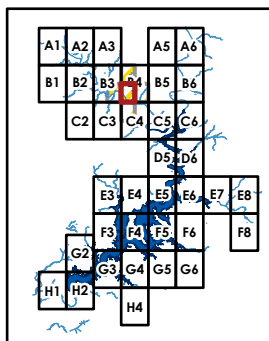 A1 A2 A3 A5 A6
B1 B2 B3 B4 B5 B6
C2 C3 C4 C5 C6
D5 D6
E3 E4 E5 E6 E7 E8
F3 F4 F5 F6 F8
G2 G3 G4 G5 G6
H1 H2 H4